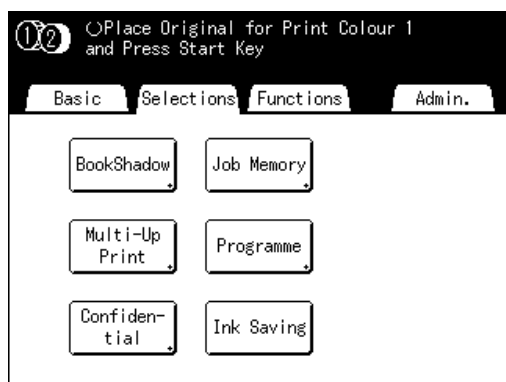 ①② Place Original for Print Colour 1
and Press Start Key
Basic Selections Functions Admin.
BookShadow Job Memory
Multi-Up
Print
Programme
Confiden-
tial
Ink Saving